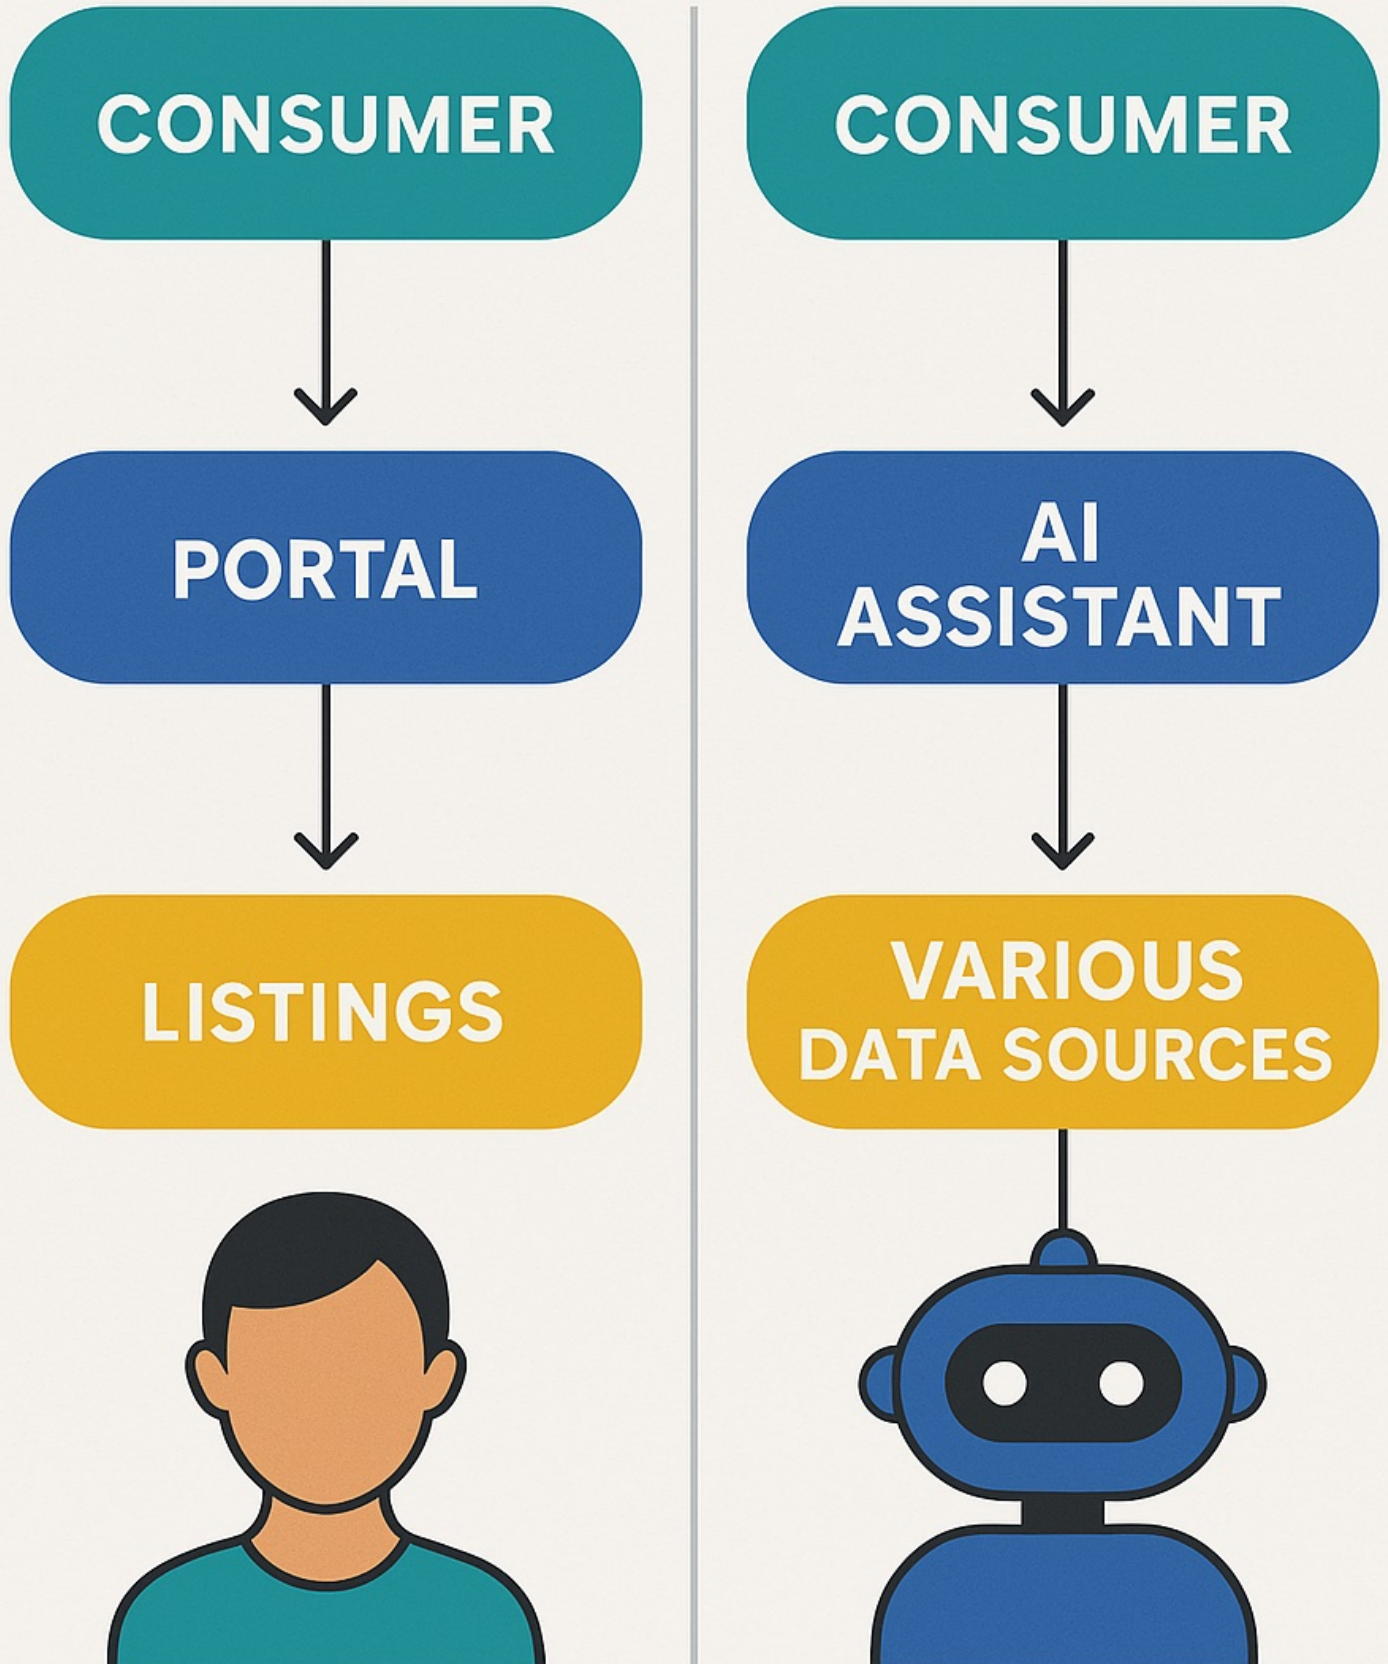 CONSUMER
PORTAL
LISTINGS
CONSUMER
AI
ASSISTANT
VARIOUS
DATA SOURCES